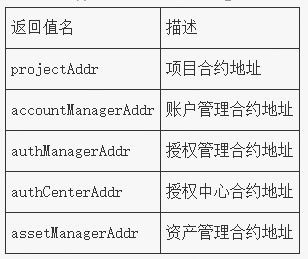 返回值名 描述
projectAddr 项目合约地址
accountManagerAddr 账户管理合约地址
authManagerAddr 授权管理合约地址
authCenterAddr 授权中心合约地址
assetManagerAddr 资产管理合约地址